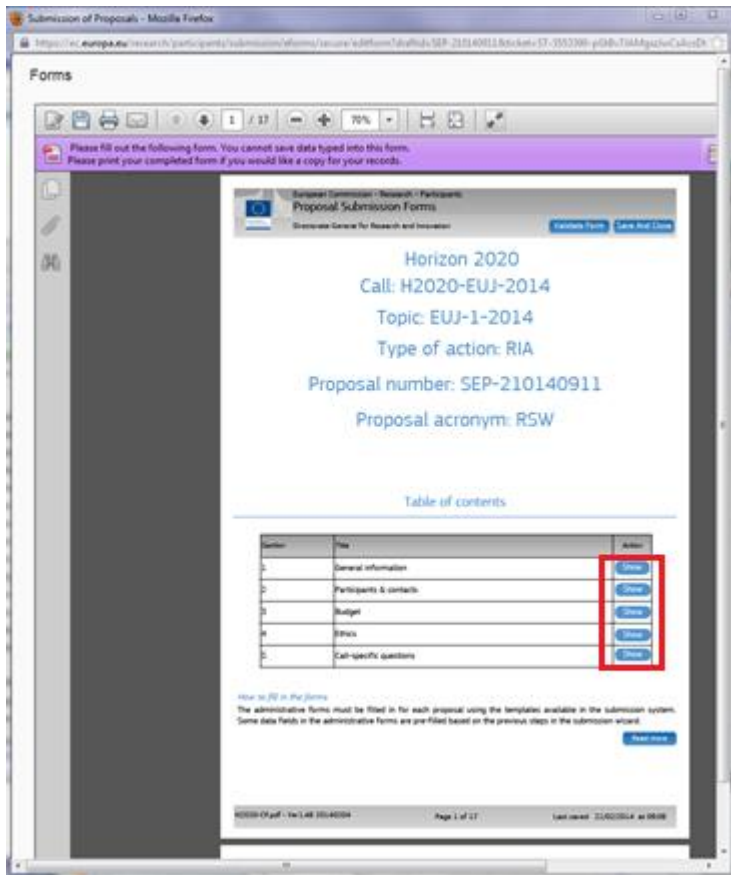 Submission of Proposals - Mozilla Firefox
Forms
1 / 17
70%
Please fill out the following form. You cannot save data typed into this form.
Please print your completed form if you would like a copy for your records.
European Commission - Research - Participants
Proposal Submission Forms
Directorate General for Research and Innovation
Validate Form
Save And Close
Horizon 2020
Call: H2020-EUJ-2014
Topic: EUJ-1-2014
Type of action: RIA
Proposal number: SEP-210140911
Proposal acronym: RSW
Table of contents
Section Title Action
1 General information Show
2 Participants & contacts Show
3 Budget Show
4 Ethics Show
5 Call-specific questions Show
How to fill in the forms
The administrative forms must be filled in for each proposal using the templates available in the submission system.
Some data fields in the administrative forms are pre-filled based on the previous steps in the submission wizard.
Read more
Page 1 of 17
Last saved 21/02/2014 at